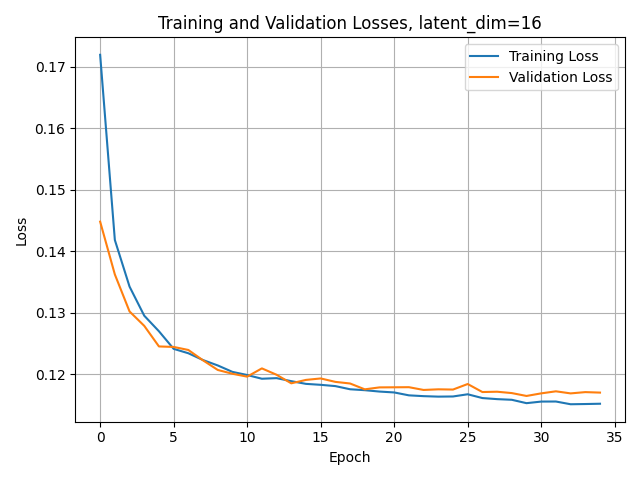 Training and Validation Losses, latent_dim=16
Training Loss
Validation Loss
0.17
0.16
0.15
0.14
0.13
0.12
Loss
0 5 10 15 20 25 30 35
Epoch